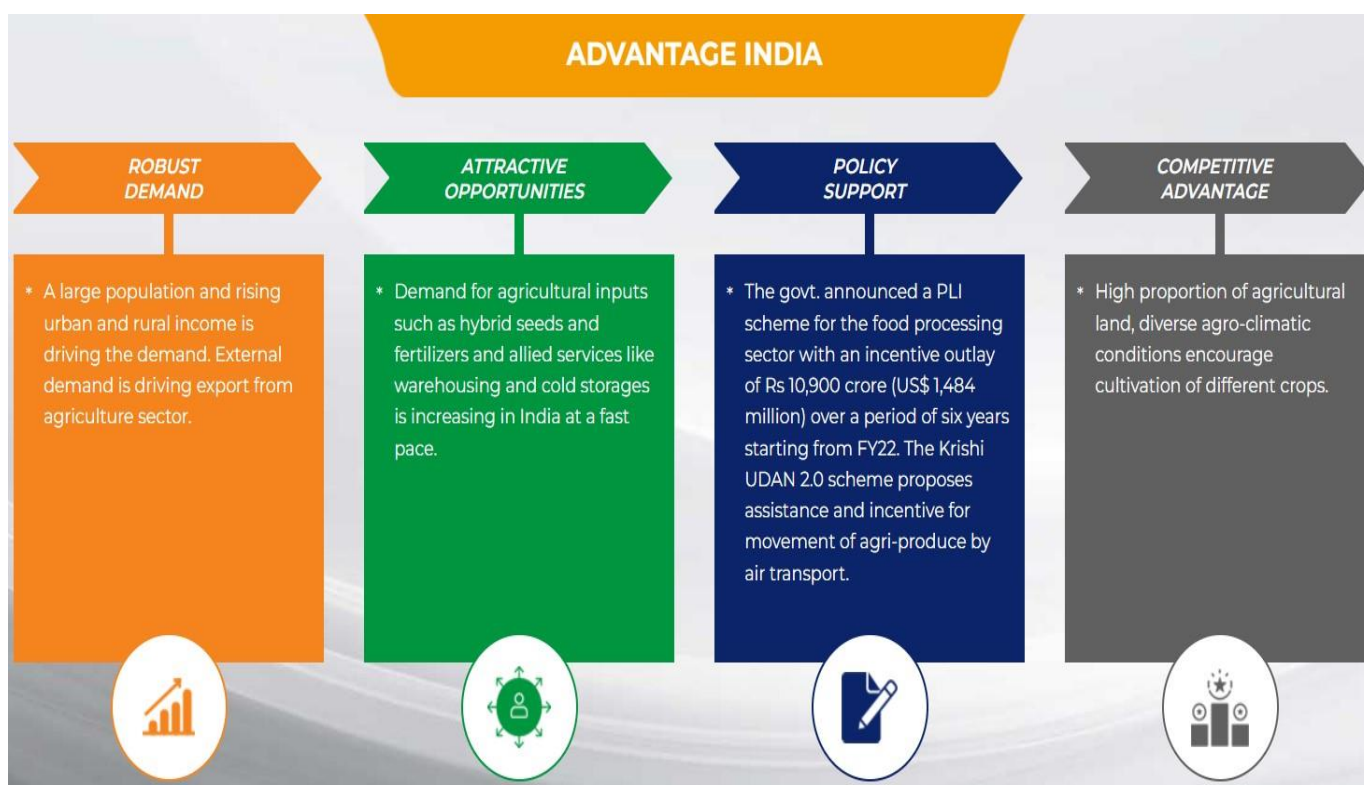 ADVANTAGE INDIA
ROBUST
DEMAND
* A large population and rising
urban and rural income is
driving the demand. External
demand is driving export from
agriculture sector.
ATTRACTIVE
OPPORTUNITIES
* Demand for agricultural inputs
such as hybrid seeds and
fertilizers and allied services like
warehousing and cold storages
is increasing in India at a fast
pace.
POLICY
SUPPORT
* The govt. announced a PLI
scheme for the food processing
sector with an incentive outlay
of Rs 10,900 crore (US$ 1,484
million) over a period of six years
starting from FY22. The Krishi
UDAN 2.0 scheme proposes
assistance and incentive for
movement of agri-produce by
air transport.
COMPETITIVE
ADVANTAGE
* High proportion of agricultural
land, diverse agro-climatic
conditions encourage
cultivation of different crops.